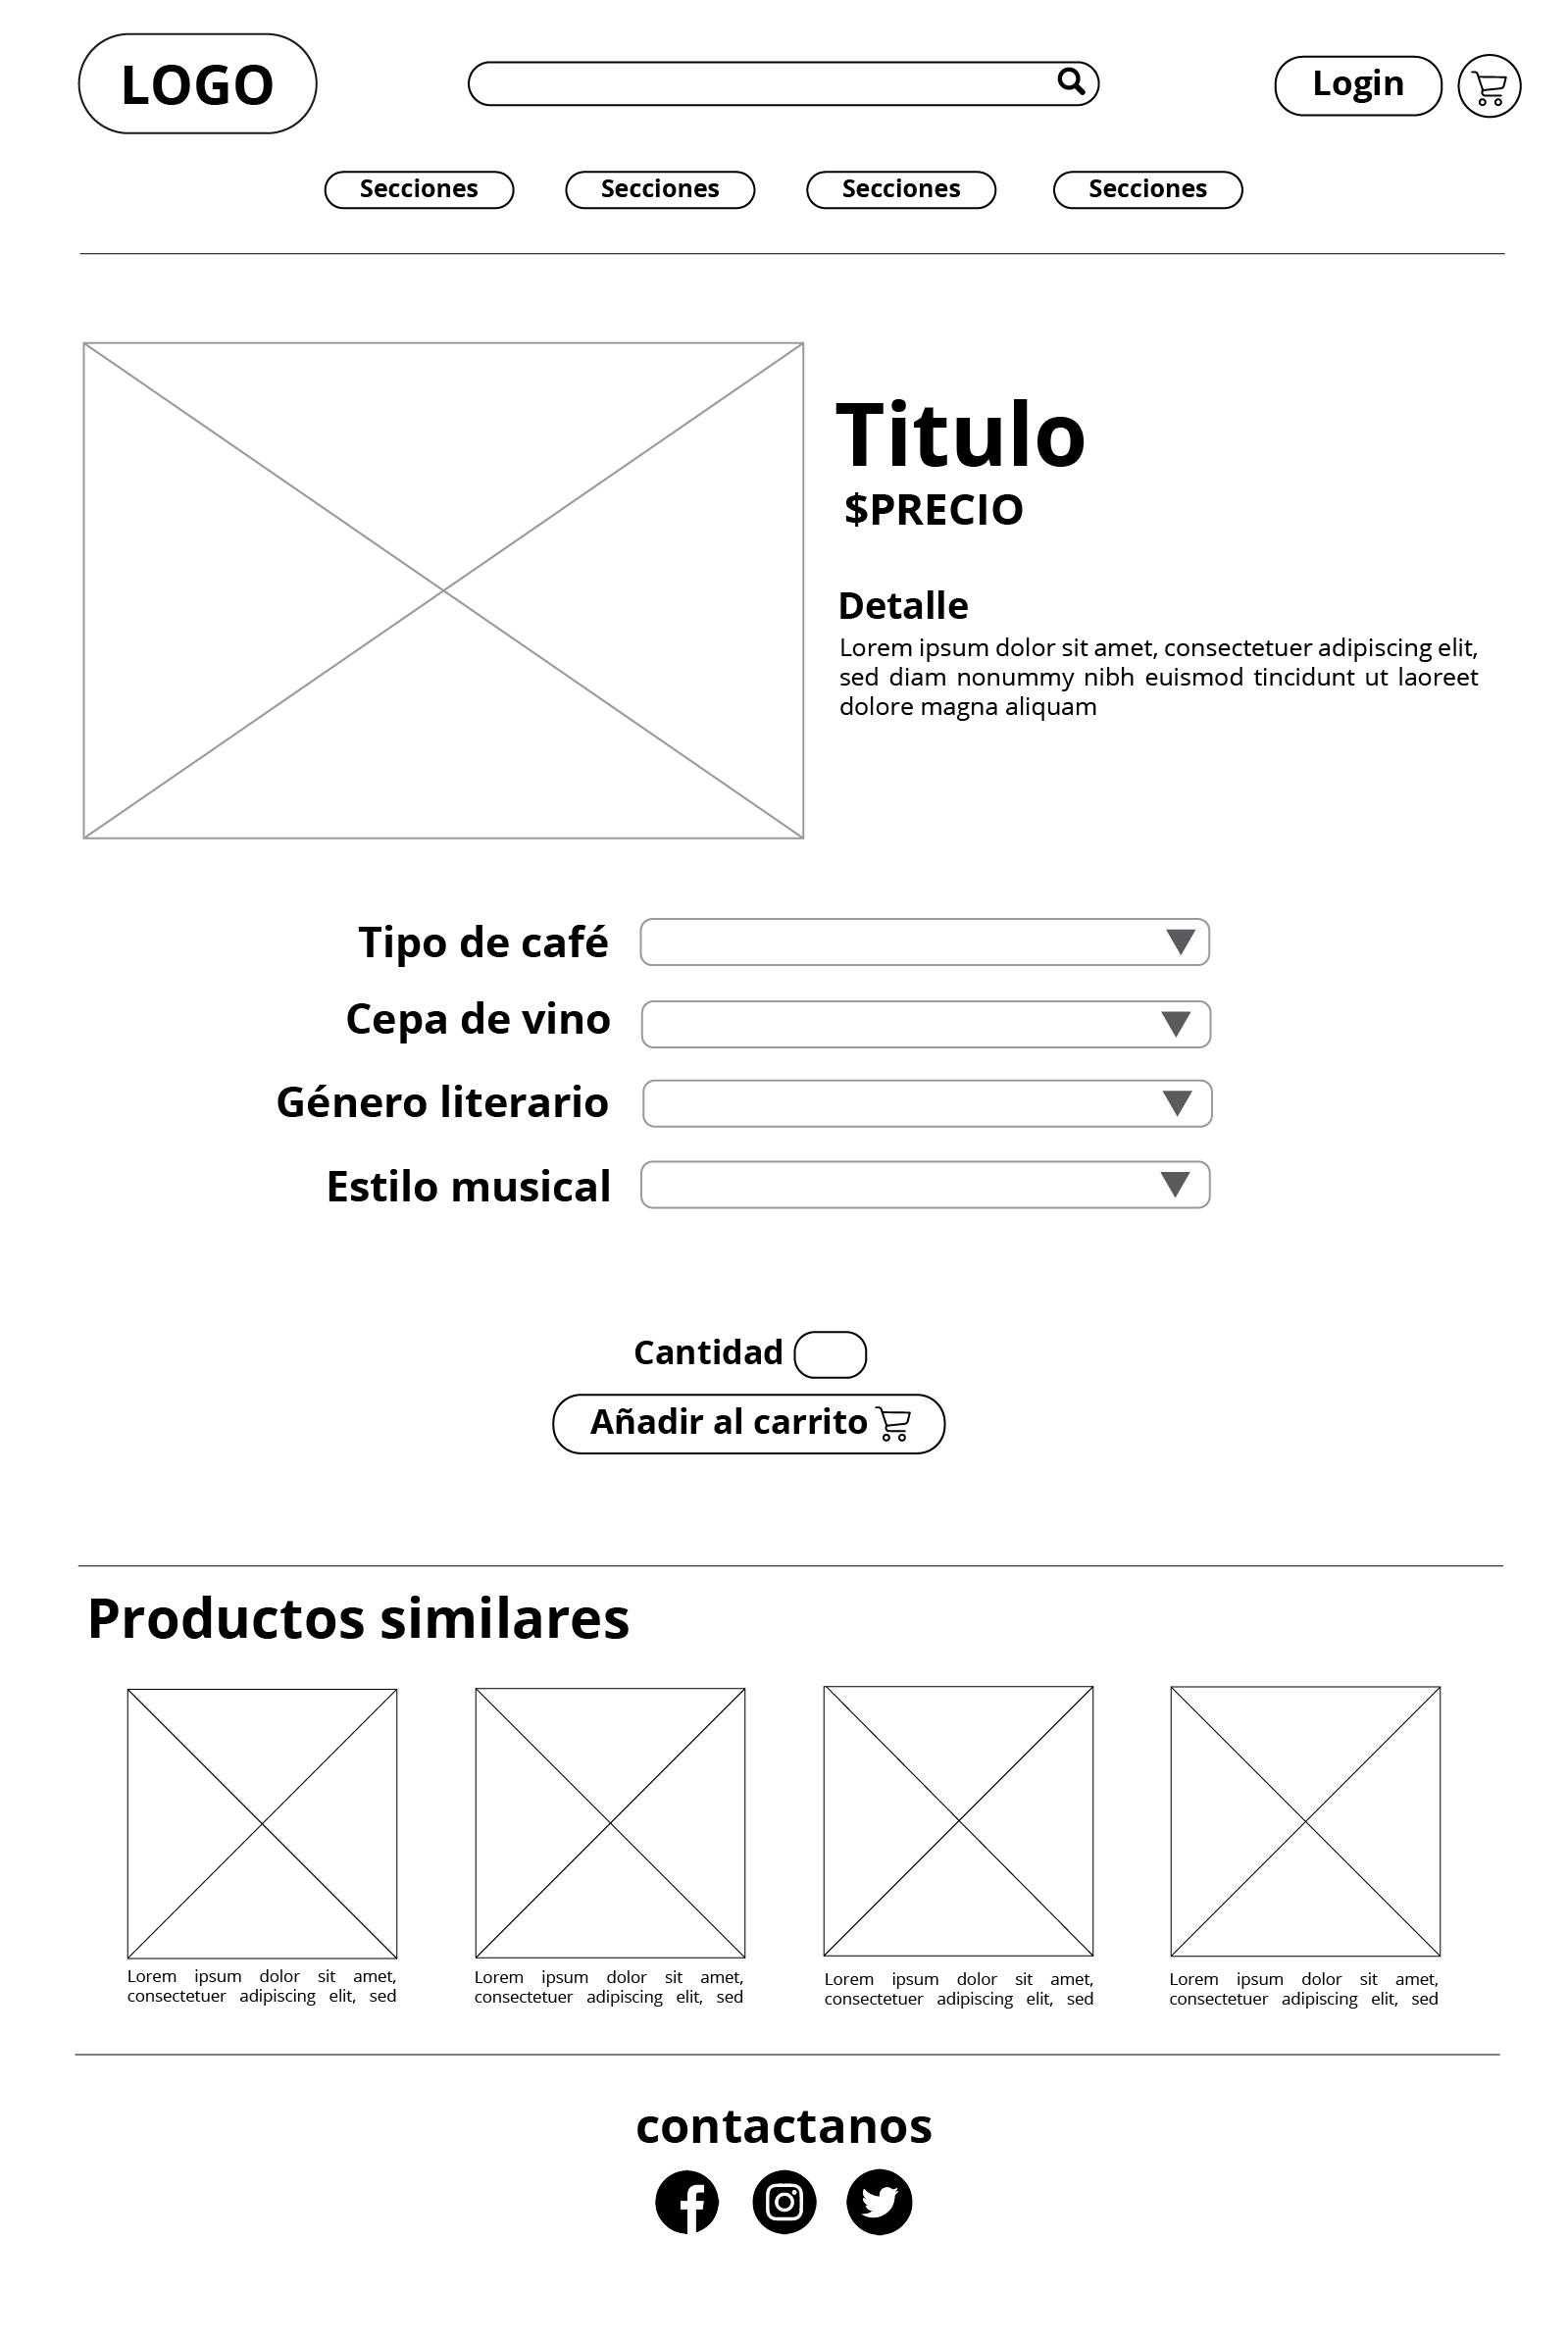 LOGO
Login
Secciones Secciones Secciones Secciones
Titulo
$PRECIO
Detalle
Lorem ipsum dolor sit amet, consectetuer adipiscing elit,
sed diam nonummy nibh euismod tincidunt ut laoreet
dolore magna aliquam
Tipo de café
Cepa de vino
Género literario
Estilo musical
Cantidad
Añadir al carrito
Productos similares
Lorem ipsum dolor sit amet,
consectetuer adipiscing elit, sed
Lorem ipsum dolor sit amet,
consectetuer adipiscing elit, sed
Lorem ipsum dolor sit amet,
consectetuer adipiscing elit, sed
Lorem ipsum dolor sit amet,
consectetuer adipiscing elit, sed
contactanos